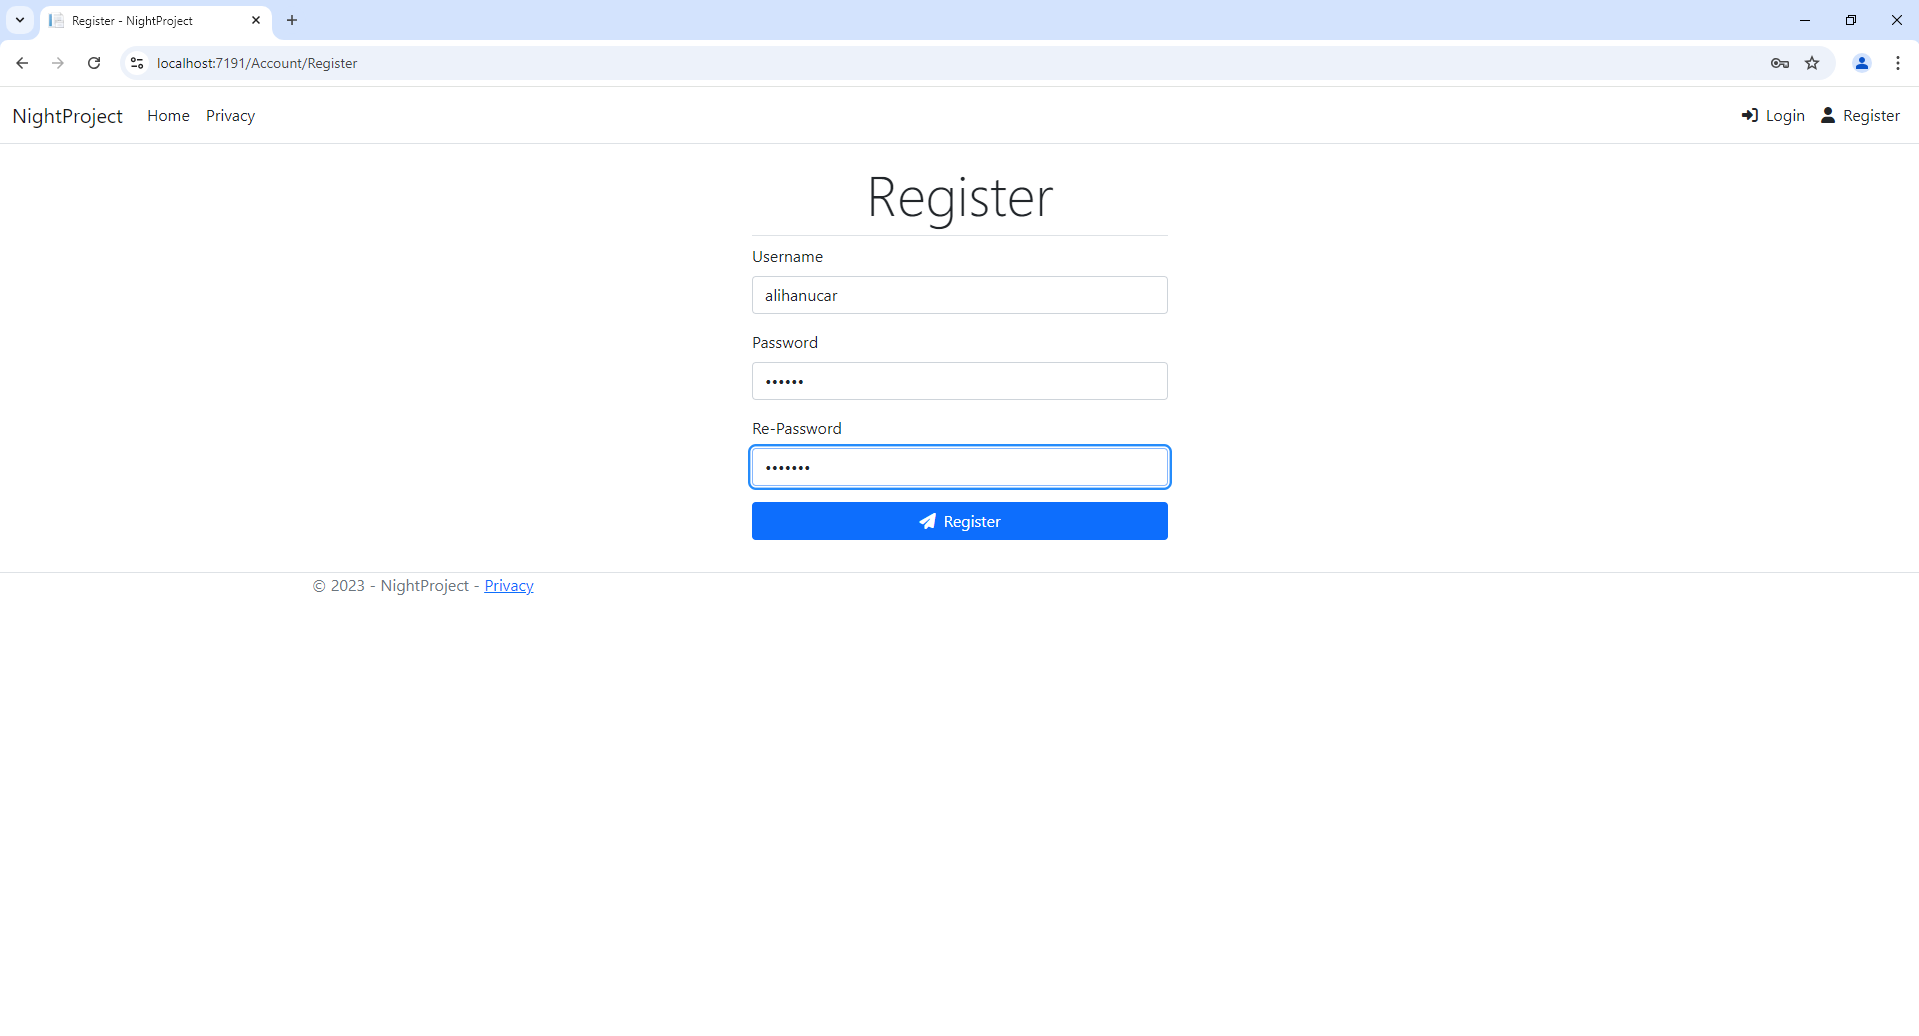 Register - NightProject
localhost:7191/Account/Register
NightProject Home Privacy Login Register
Register
Username
alihanucar
Password
••••••
Re-Password
•••••••
Register
© 2023 - NightProject - Privacy